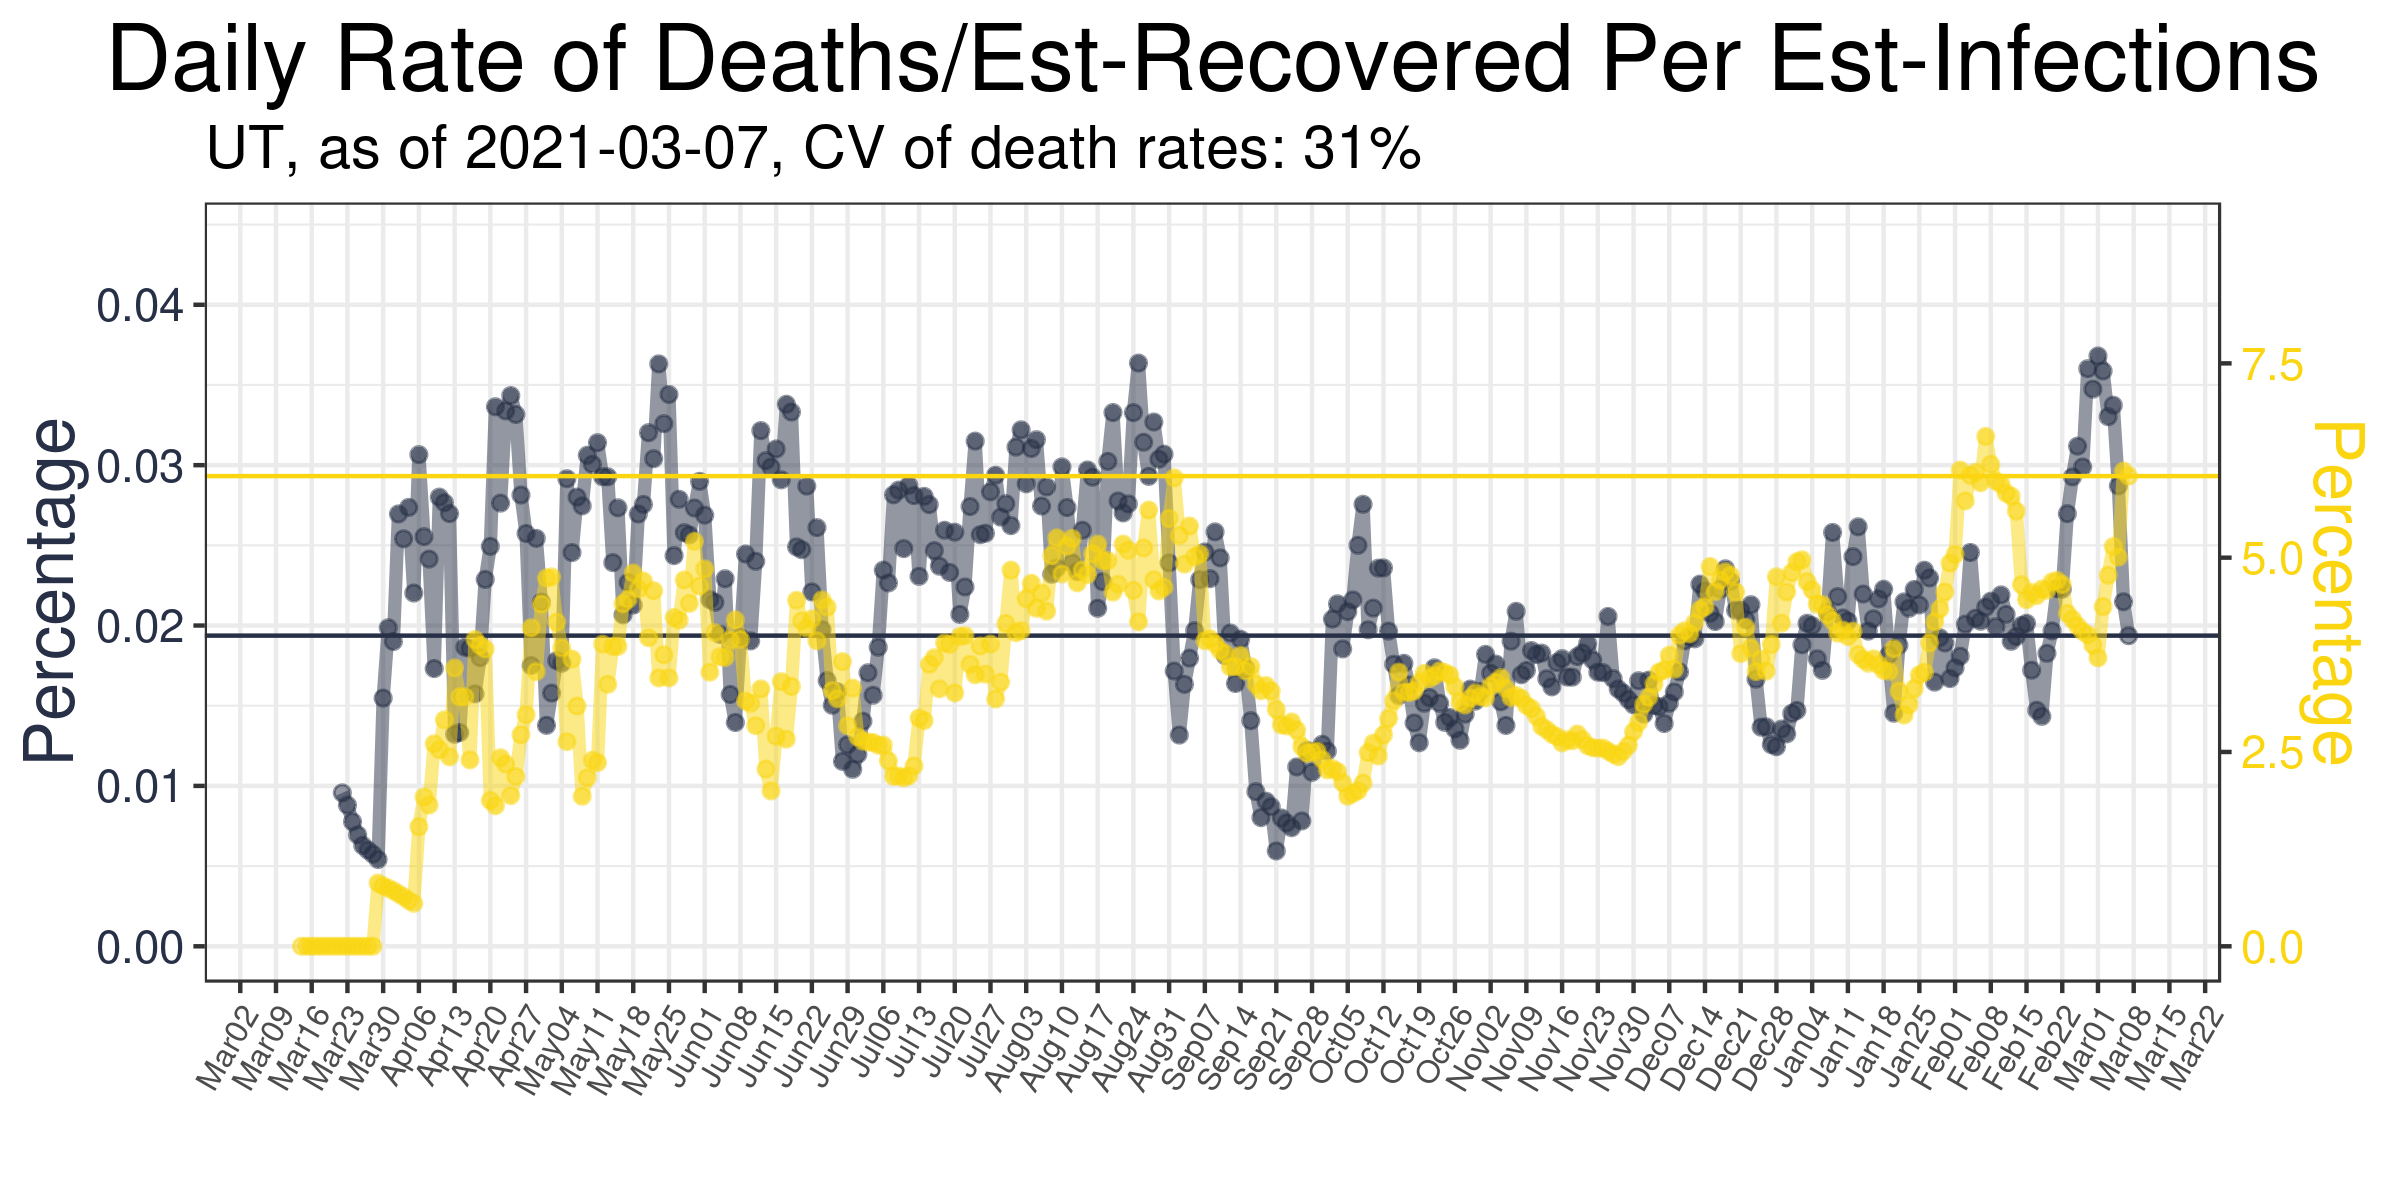 Daily Rate of Deaths/Est-Recovered Per Est-Infections
UT, as of 2021-03-07, CV of death rates: 31%
Percentage
0.04
0.03
0.02
0.01
0.00
7.5
5.0
2.5
0.0
Percentage
Mar02
Mar09
Mar16
Mar23
Mar30
Apr06
Apr13
Apr20
Apr27
May04
May11
May18
May25
Jun01
Jun08
Jun15
Jun22
Jun29
Jul06
Jul13
Jul20
Jul27
Aug03
Aug10
Aug17
Aug24
Aug31
Sep07
Sep14
Sep21
Sep28
Oct05
Oct12
Oct19
Oct26
Nov02
Nov09
Nov16
Nov23
Nov30
Dec07
Dec14
Dec21
Dec28
Jan04
Jan11
Jan18
Jan25
Feb01
Feb08
Feb15
Feb22
Mar01
Mar08
Mar15
Mar22